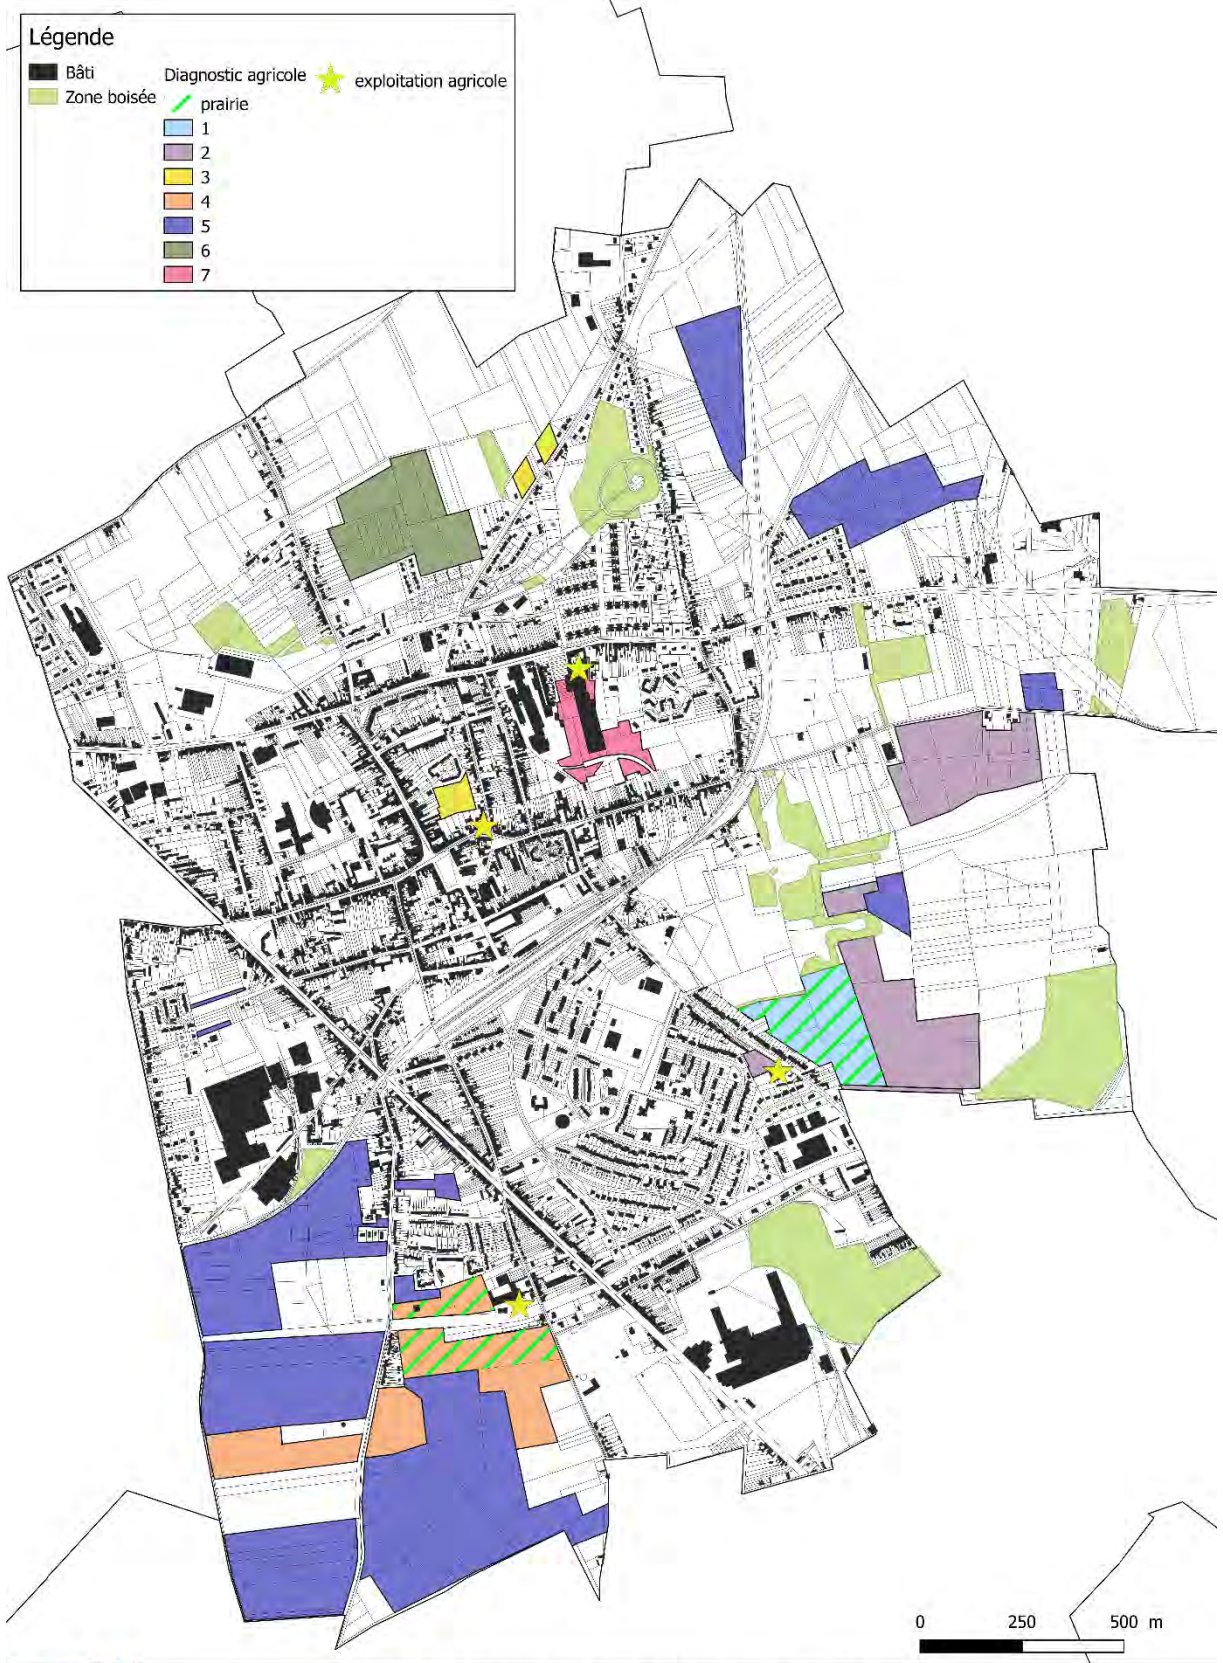 Légende
Bâti
Zone boisée
Diagnostic agricole
prairie
1
2
3
4
5
6
7
exploitation agricole
0 250 500 m